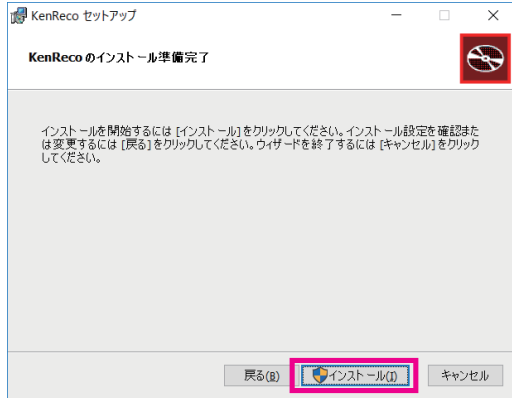 KenReco セットアップ
KenReco のインストール準備完了
インストールを開始するには [インストール] をクリックしてください。インストール設定を確認また
は変更するには [戻る] をクリックしてください。ウィザードを終了するには [キャンセル] をクリック
してください。
戻る(B) インストール(I) キャンセル